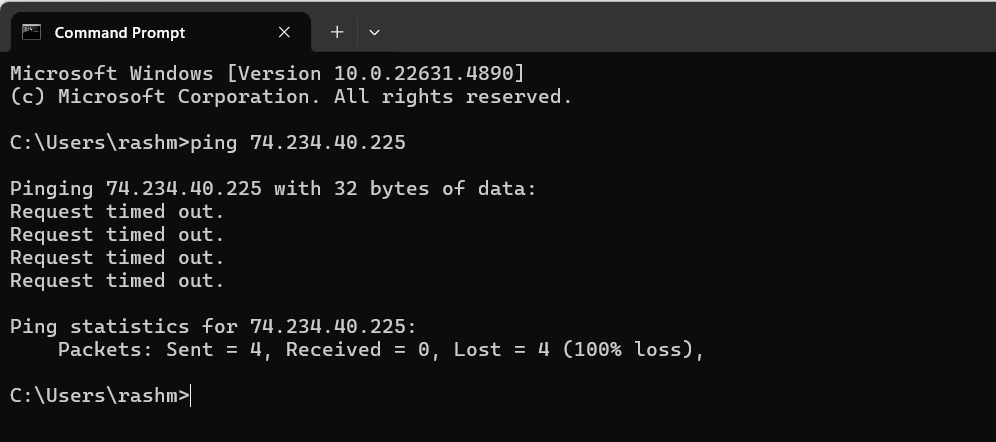 Command Prompt
Microsoft Windows [Version 10.0.22631.4890]
(c) Microsoft Corporation. All rights reserved.
C:\Users\rashm>ping 74.234.40.225
Pinging 74.234.40.225 with 32 bytes of data:
Request timed out.
Request timed out.
Request timed out.
Request timed out.
Ping statistics for 74.234.40.225:
    Packets: Sent = 4, Received = 0, Lost = 4 (100% loss),
C:\Users\rashm>